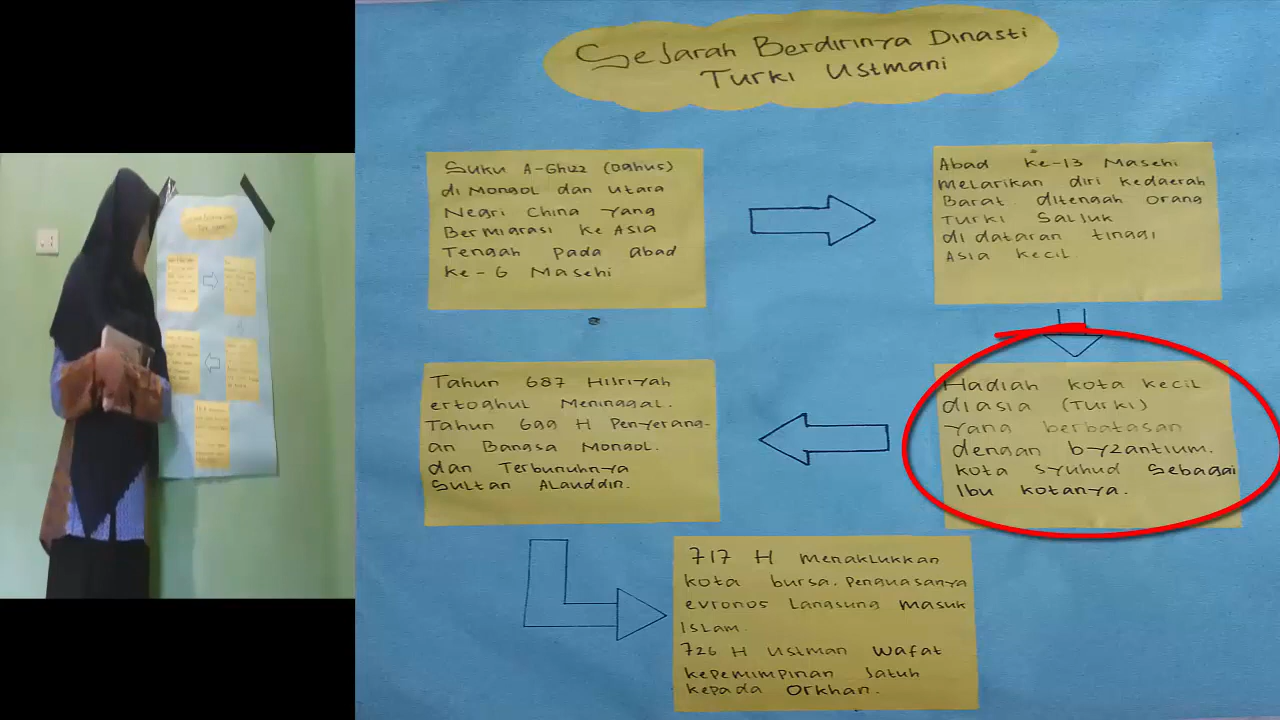 Sejarah Berdirinya Dinasti
Turki Ustmani
Suku A-Ghuzz (Oghus)
di Mongol dan Utara
Negri China yang
Bermigrasi ke Asia
Tengah pada abad
ke-6 Masehi
Abad ke-13 Masehi
melarikan diri kedaerah
Barat ditengah orang
Turki Saljuk
di dataran tinggi
Asia kecil.
Hadiah kota kecil
diasia (Turki)
yang berbatasan
dengan byzantium.
kota syuhud sebagai
Ibu kotanya.
Tahun 687 Hijriyah
ertoghul Meninggal.
Tahun 699 H Penyerang-
an Bangsa Mongol.
dan Terbunuhnya
Sultan Alauddin.
717 H menaklukkan
kota bursa. Penguasanya
evronos Langsung masuk
Islam.
726 H Ustman wafat
kepemimpinan Jatuh
kepada Orkhan.